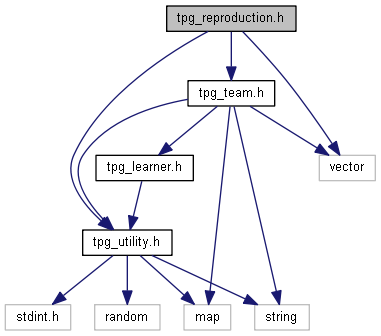 tpg_reproduction.h
tpg_team.h
tpg_learner.h
vector
tpg_utility.h
stdint.h
random
map
string